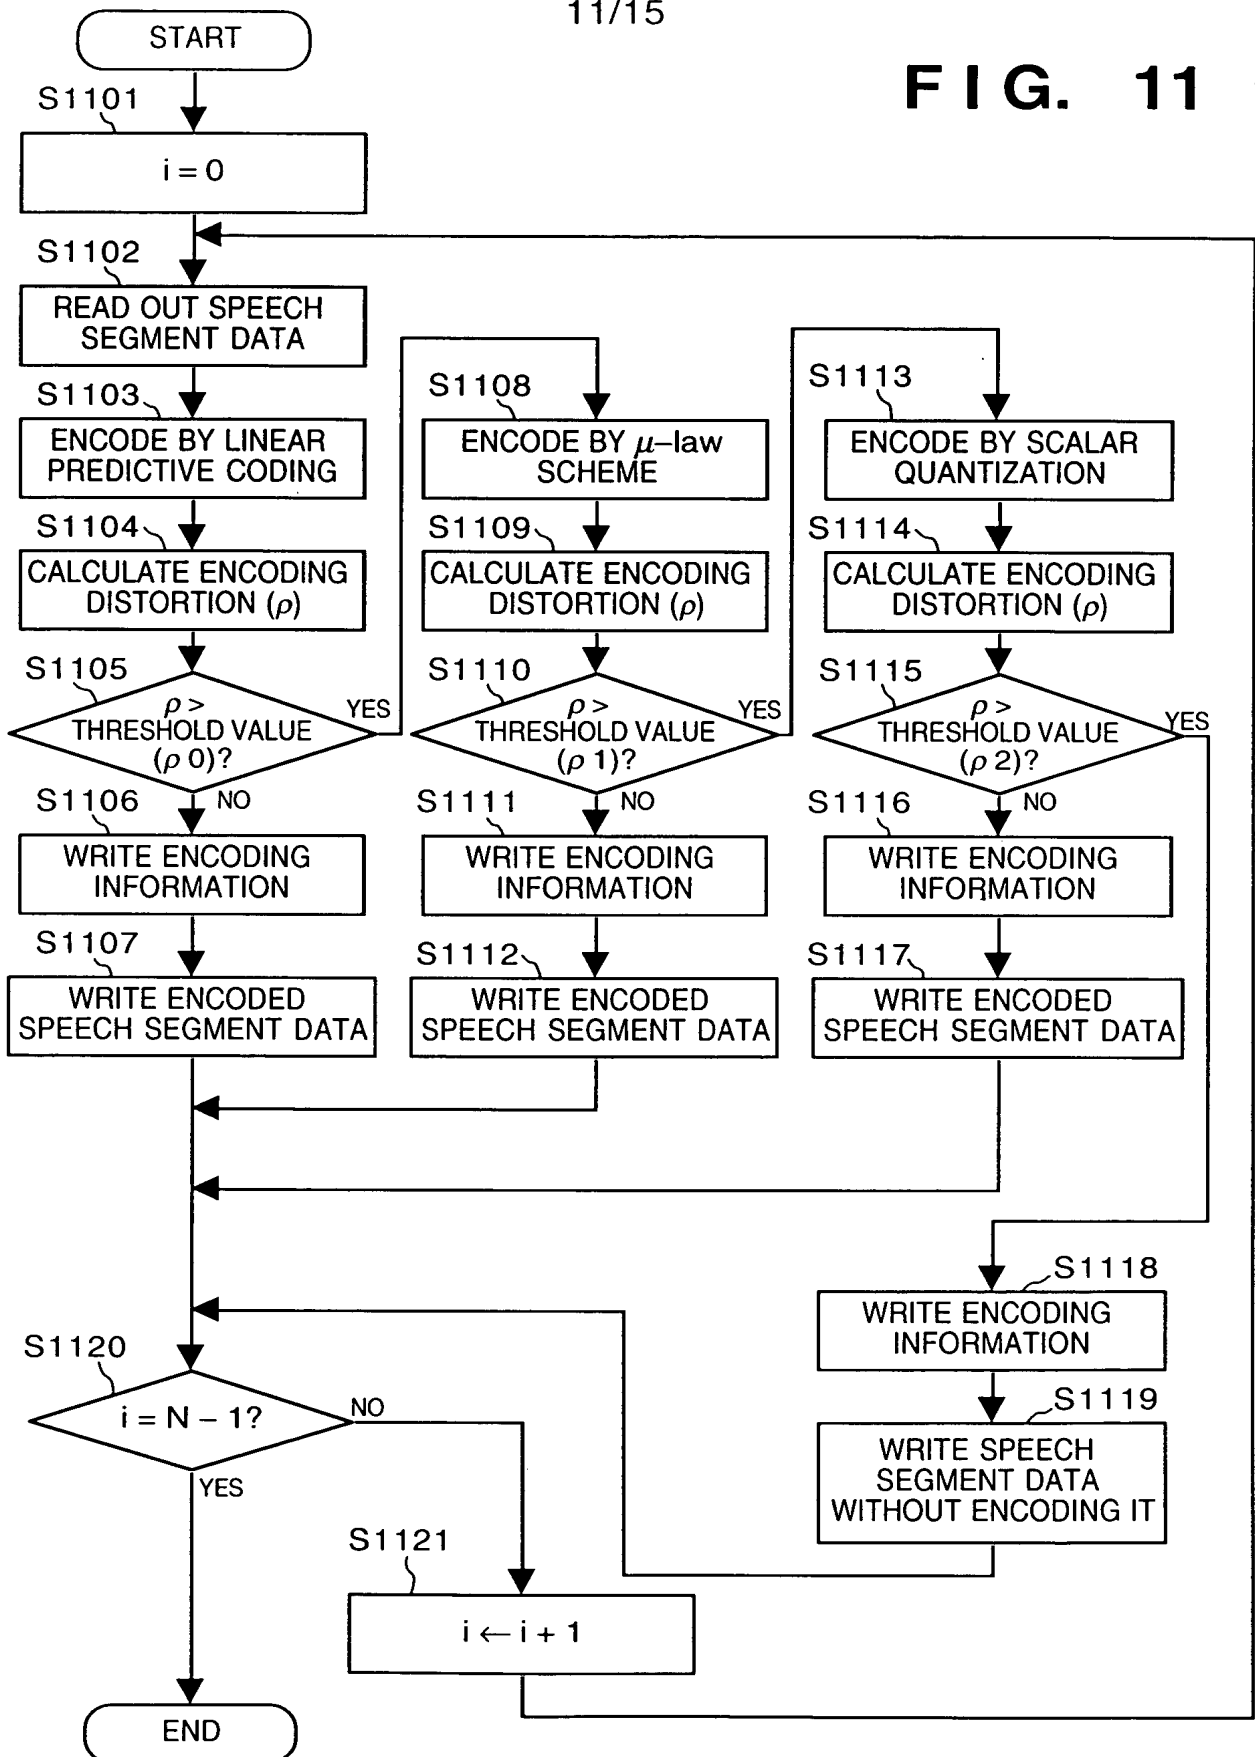 11/15
FIG. 11
START
S1101
i = 0
S1102
READ OUT SPEECH
SEGMENT DATA
S1103
ENCODE BY LINEAR
PREDICTIVE CODING
S1104
CALCULATE ENCODING
DISTORTION (ρ)
S1105
ρ >
THRESHOLD VALUE
(ρ 0)?
YES
NO
S1106
WRITE ENCODING
INFORMATION
S1107
WRITE ENCODED
SPEECH SEGMENT DATA
S1108
ENCODE BY μ-law
SCHEME
S1109
CALCULATE ENCODING
DISTORTION (ρ)
S1110
ρ >
THRESHOLD VALUE
(ρ 1)?
YES
NO
S1111
WRITE ENCODING
INFORMATION
S1112
WRITE ENCODED
SPEECH SEGMENT DATA
S1113
ENCODE BY SCALAR
QUANTIZATION
S1114
CALCULATE ENCODING
DISTORTION (ρ)
S1115
ρ >
THRESHOLD VALUE
(ρ 2)?
YES
NO
S1116
WRITE ENCODING
INFORMATION
S1117
WRITE ENCODED
SPEECH SEGMENT DATA
S1118
WRITE ENCODING
INFORMATION
S1119
WRITE SPEECH
SEGMENT DATA
WITHOUT ENCODING IT
S1120
i = N − 1?
NO
YES
S1121
i ← i + 1
END